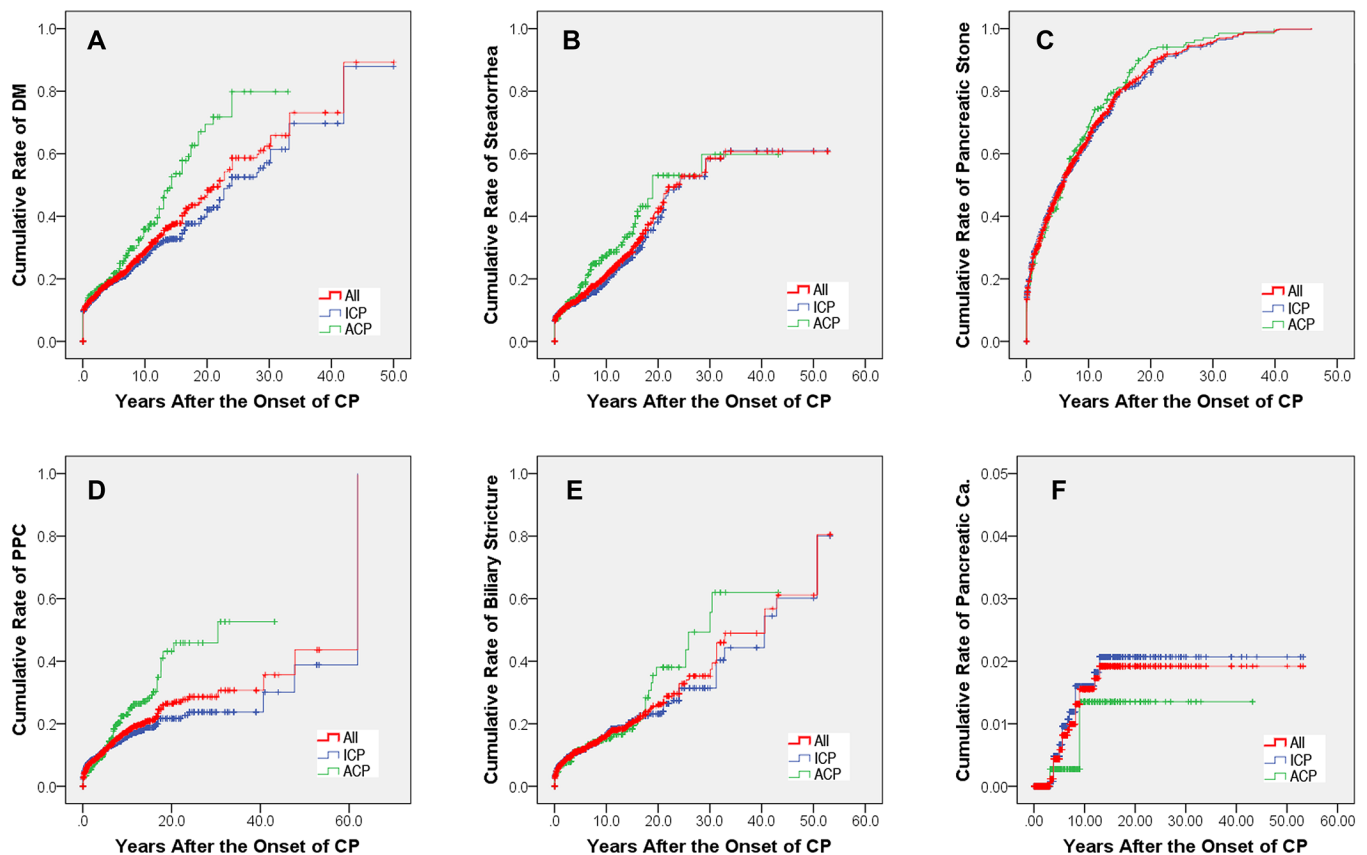 A
Cumulative Rate of DM
1.0
0.8
0.6
0.4
0.2
0.0
All
ICP
ACP
.0 10.0 20.0 30.0 40.0 50.0
Years After the Onset of CP
B
Cumulative Rate of Steatorrhea
1.0
0.8
0.6
0.4
0.2
0.0
All
ICP
ACP
.0 10.0 20.0 30.0 40.0 50.0 60.0
Years After the Onset of CP
C
Cumulative Rate of Pancreatic Stone
1.0
0.8
0.6
0.4
0.2
0.0
All
ICP
ACP
.0 10.0 20.0 30.0 40.0 50.0
Years After the Onset of CP
D
Cumulative Rate of PPC
1.0
0.8
0.6
0.4
0.2
0.0
All
ICP
ACP
.0 20.0 40.0 60.0
Years After the Onset of CP
E
Cumulative Rate of Biliary Stricture
1.0
0.8
0.6
0.4
0.2
0.0
All
ICP
ACP
.0 10.0 20.0 30.0 40.0 50.0 60.0
Years After the Onset of CP
F
Cumulative Rate of Pancreatic Ca.
0.05
0.04
0.03
0.02
0.01
0.00
All
ICP
ACP
.00 10.00 20.00 30.00 40.00 50.00 60.00
Years After the Onset of CP